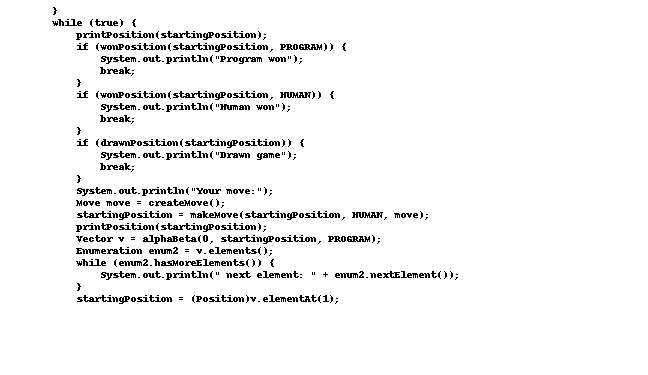 }
while (true) {
printPosition(startingPosition);
if (wonPosition(startingPosition, PROGRAM)) {
System.out.println("Program won");
break;
}
if (wonPosition(startingPosition, HUMAN)) {
System.out.println("Human won");
break;
}
if (drawnPosition(startingPosition)) {
System.out.println("Drawn game");
break;
}
System.out.println("Your move:");
Move move = createMove();
startingPosition = makeMove(startingPosition, HUMAN, move);
printPosition(startingPosition);
Vector v = alphaBeta(0, startingPosition, PROGRAM);
Enumeration enum2 = v.elements();
while (enum2.hasMoreElements()) {
System.out.println(" next element: " + enum2.nextElement());
}
startingPosition = (Position)v.elementAt(1);